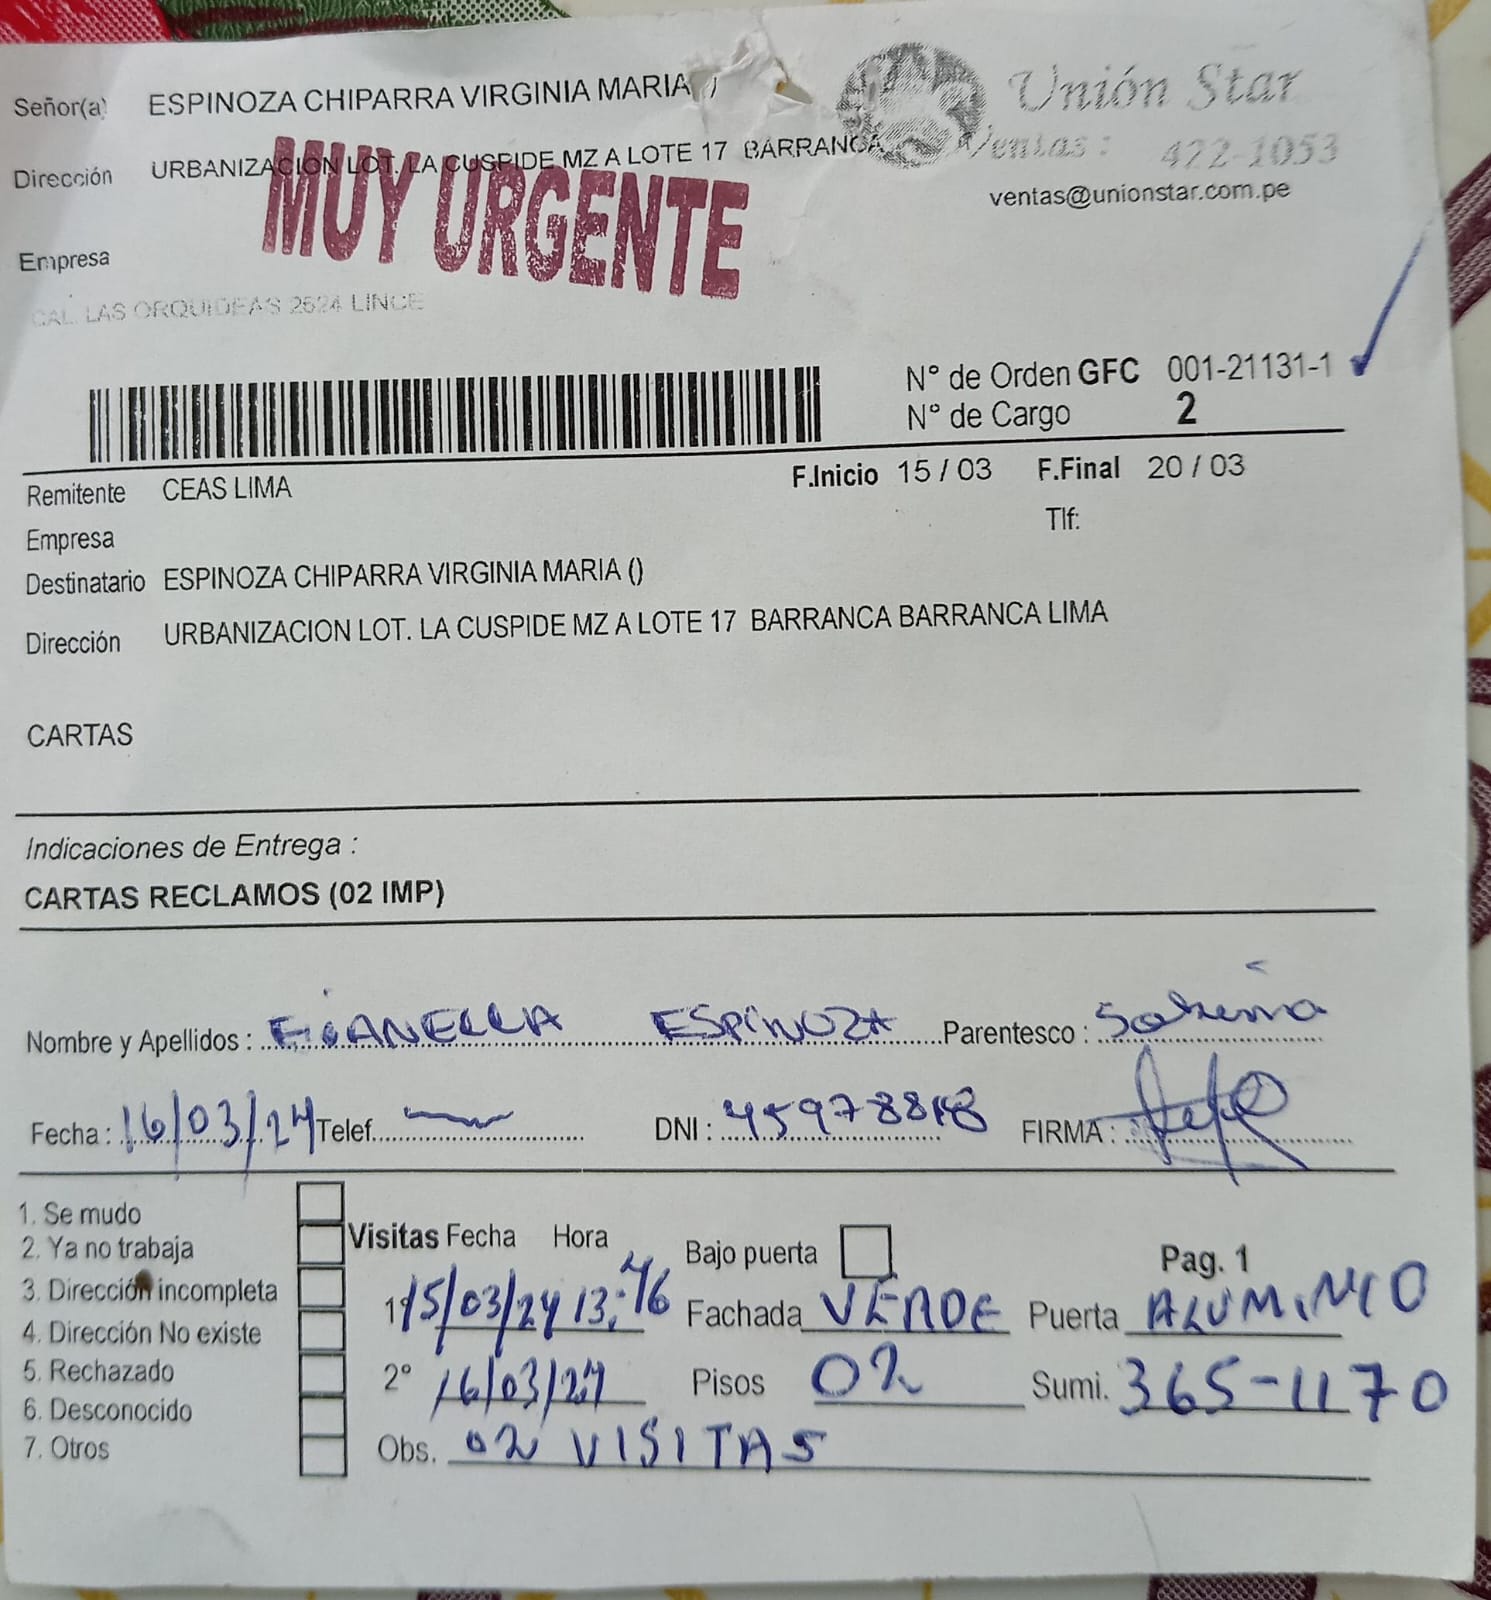 Señor(a) ESPINOZA CHIPARRA VIRGINIA MARIA ()
Unión Star
Dirección URBANIZACION LOT. LA CUSPIDE MZ A LOTE 17 BARRANCA
Ventas : 422-1053
ventas@unionstar.com.pe
MUY URGENTE
Empresa
CAL. LAS ORQUIDEAS 2624 LINCE
N° de Orden GFC 001-21131-1
N° de Cargo 2
Remitente CEAS LIMA
F.Inicio 15 / 03 F.Final 20 / 03
Empresa
Tlf:
Destinatario ESPINOZA CHIPARRA VIRGINIA MARIA ()
Dirección URBANIZACION LOT. LA CUSPIDE MZ A LOTE 17 BARRANCA BARRANCA LIMA
CARTAS
Indicaciones de Entrega :
CARTAS RECLAMOS (02 IMP)
Nombre y Apellidos : ESPINOZA Parentesco : Sobrina
Fecha : 16/03/24 Telef. DNI : FIRMA :
1. Se mudo
2. Ya no trabaja
3. Dirección incompleta
4. Dirección No existe
5. Rechazado
6. Desconocido
7. Otros
Visitas Fecha Hora Bajo puerta Pag. 1
1° 15/03/24 Fachada VERDE Puerta ALUMINIO
2° 16/03/24 Pisos 02 Sumi. 365-1170
Obs. 02 VISITAS